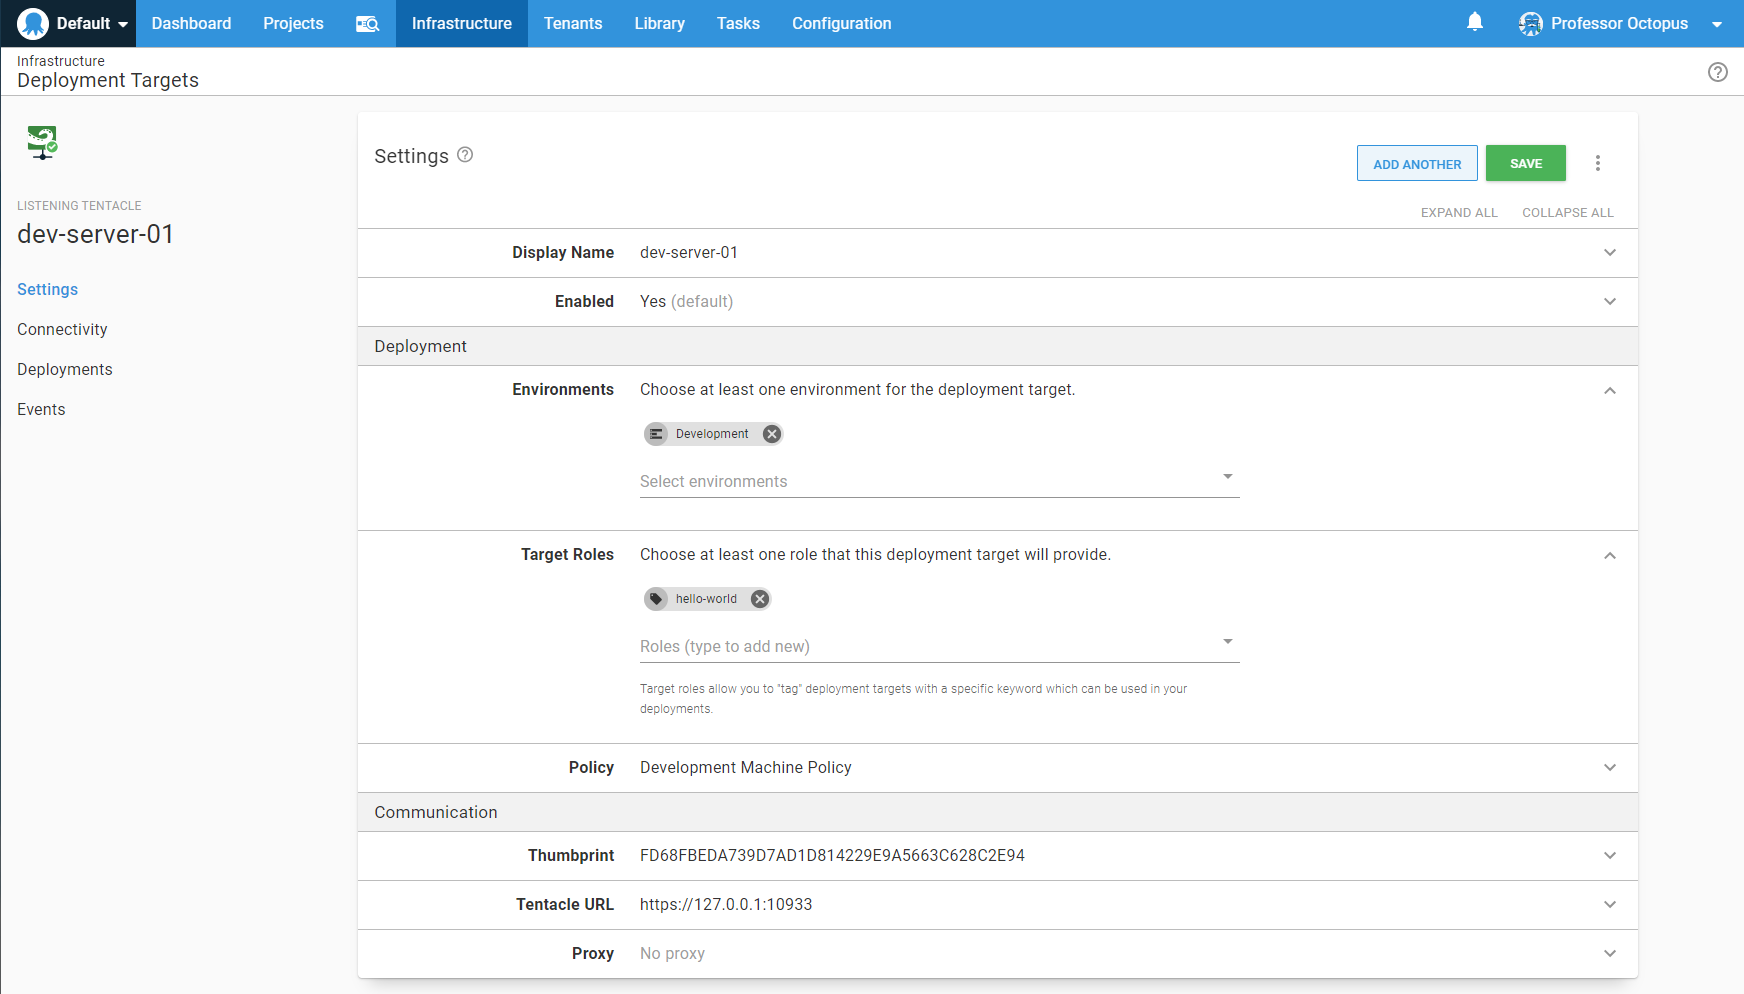 Default Dashboard Projects Infrastructure Tenants Library Tasks Configuration Professor Octopus
Infrastructure
Deployment Targets
LISTENING TENTACLE
dev-server-01
Settings
Connectivity
Deployments
Events
Settings
ADD ANOTHER SAVE
EXPAND ALL COLLAPSE ALL
Display Name dev-server-01
Enabled Yes (default)
Deployment
Environments Choose at least one environment for the deployment target.
Development
Select environments
Target Roles Choose at least one role that this deployment target will provide.
hello-world
Roles (type to add new)
Target roles allow you to "tag" deployment targets with a specific keyword which can be used in your
deployments.
Policy Development Machine Policy
Communication
Thumbprint FD68FBEDA739D7AD1D814229E9A5663C628C2E94
Tentacle URL https://127.0.0.1:10933
Proxy No proxy